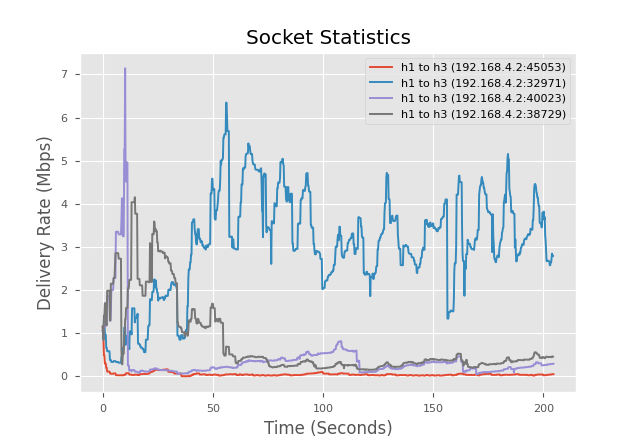 Socket Statistics
h1 to h3 (192.168.4.2:45053)
h1 to h3 (192.168.4.2:32971)
h1 to h3 (192.168.4.2:40023)
h1 to h3 (192.168.4.2:38729)
Delivery Rate (Mbps)
7
6
5
4
3
2
1
0
0 50 100 150 200
Time (Seconds)